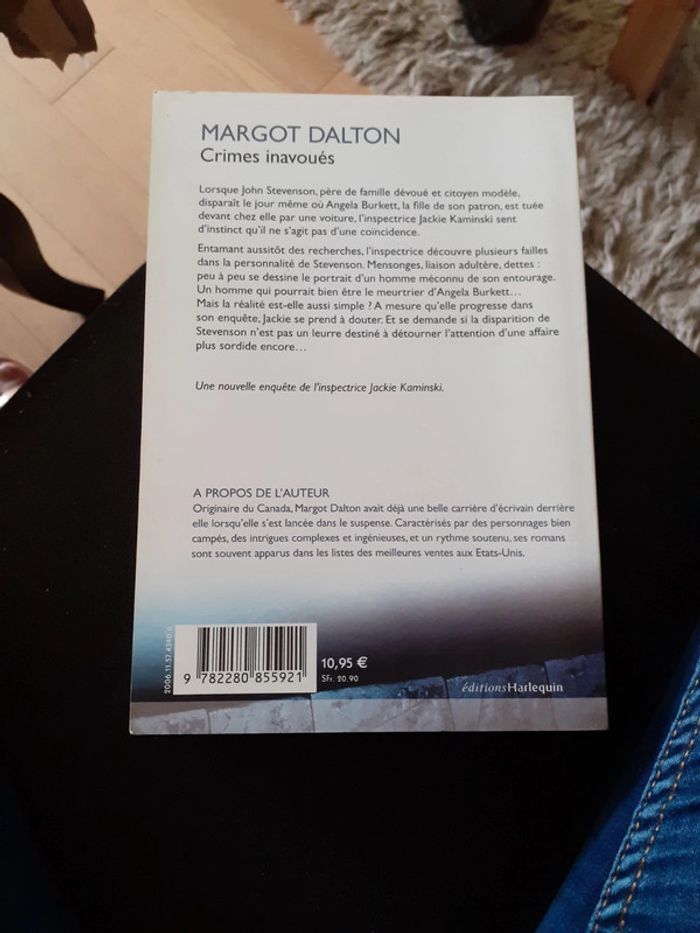 MARGOT DALTON
Crimes inavoués
Lorsque John Stevenson, père de famille dévoué et citoyen modèle,
disparaît le jour même où Angela Burkett, la fille de son patron, est tuée
devant chez elle par une voiture, l'inspectrice Jackie Kaminski sent
d'instinct qu'il ne s'agit pas d'une coïncidence.
Entamant aussitôt des recherches, l'inspectrice découvre plusieurs failles
dans la personnalité de Stevenson. Mensonges, liaison adultère, dettes :
peu à peu se dessine le portrait d'un homme méconnu de son entourage.
Un homme qui pourrait bien être le meurtrier d'Angela Burkett…
Mais la réalité est-elle aussi simple ? A mesure qu'elle progresse dans
son enquête, Jackie se prend à douter. Et se demande si la disparition de
Stevenson n'est pas un leurre destiné à détourner l'attention d'une affaire
plus sordide encore…
Une nouvelle enquête de l'inspectrice Jackie Kaminski.
A PROPOS DE L'AUTEUR
Originaire du Canada, Margot Dalton avait déjà une belle carrière d'écrivain derrière
elle lorsqu'elle s'est lancée dans le suspense. Caractérisés par des personnages bien
campés, des intrigues complexes et ingénieuses, et un rythme soutenu, ses romans
sont souvent apparus dans les listes des meilleures ventes aux Etats-Unis.
2006 11 57 4340 6
9 782280 855921
10,95 €
SFr. 20.90
éditionsHarlequin